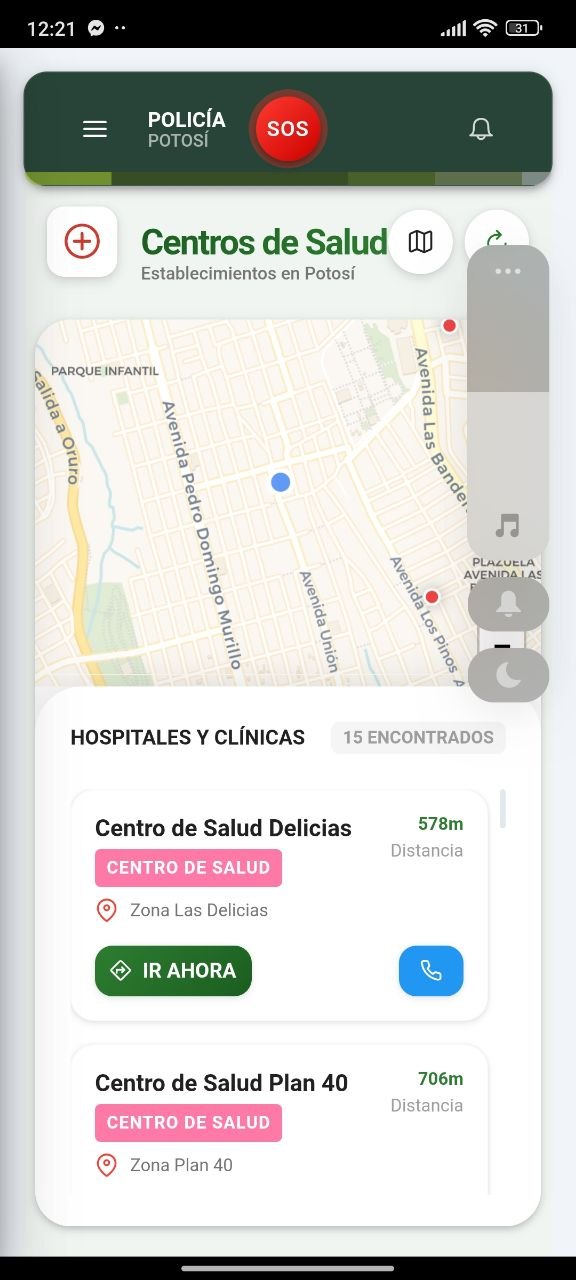 12:21
31
POLICÍA
POTOSÍ
SOS
Centros de Salud
Establecimientos en Potosí
PARQUE INFANTIL
Salida a Oruro
Avenida Pedro Domingo Murillo
Avenida Unión
Avenida Las Bander
Avenida Los Pinos
PLAZUELA
AVENIDA LAS
HOSPITALES Y CLÍNICAS
15 ENCONTRADOS
Centro de Salud Delicias
578m
CENTRO DE SALUD
Distancia
Zona Las Delicias
IR AHORA
Centro de Salud Plan 40
706m
CENTRO DE SALUD
Distancia
Zona Plan 40